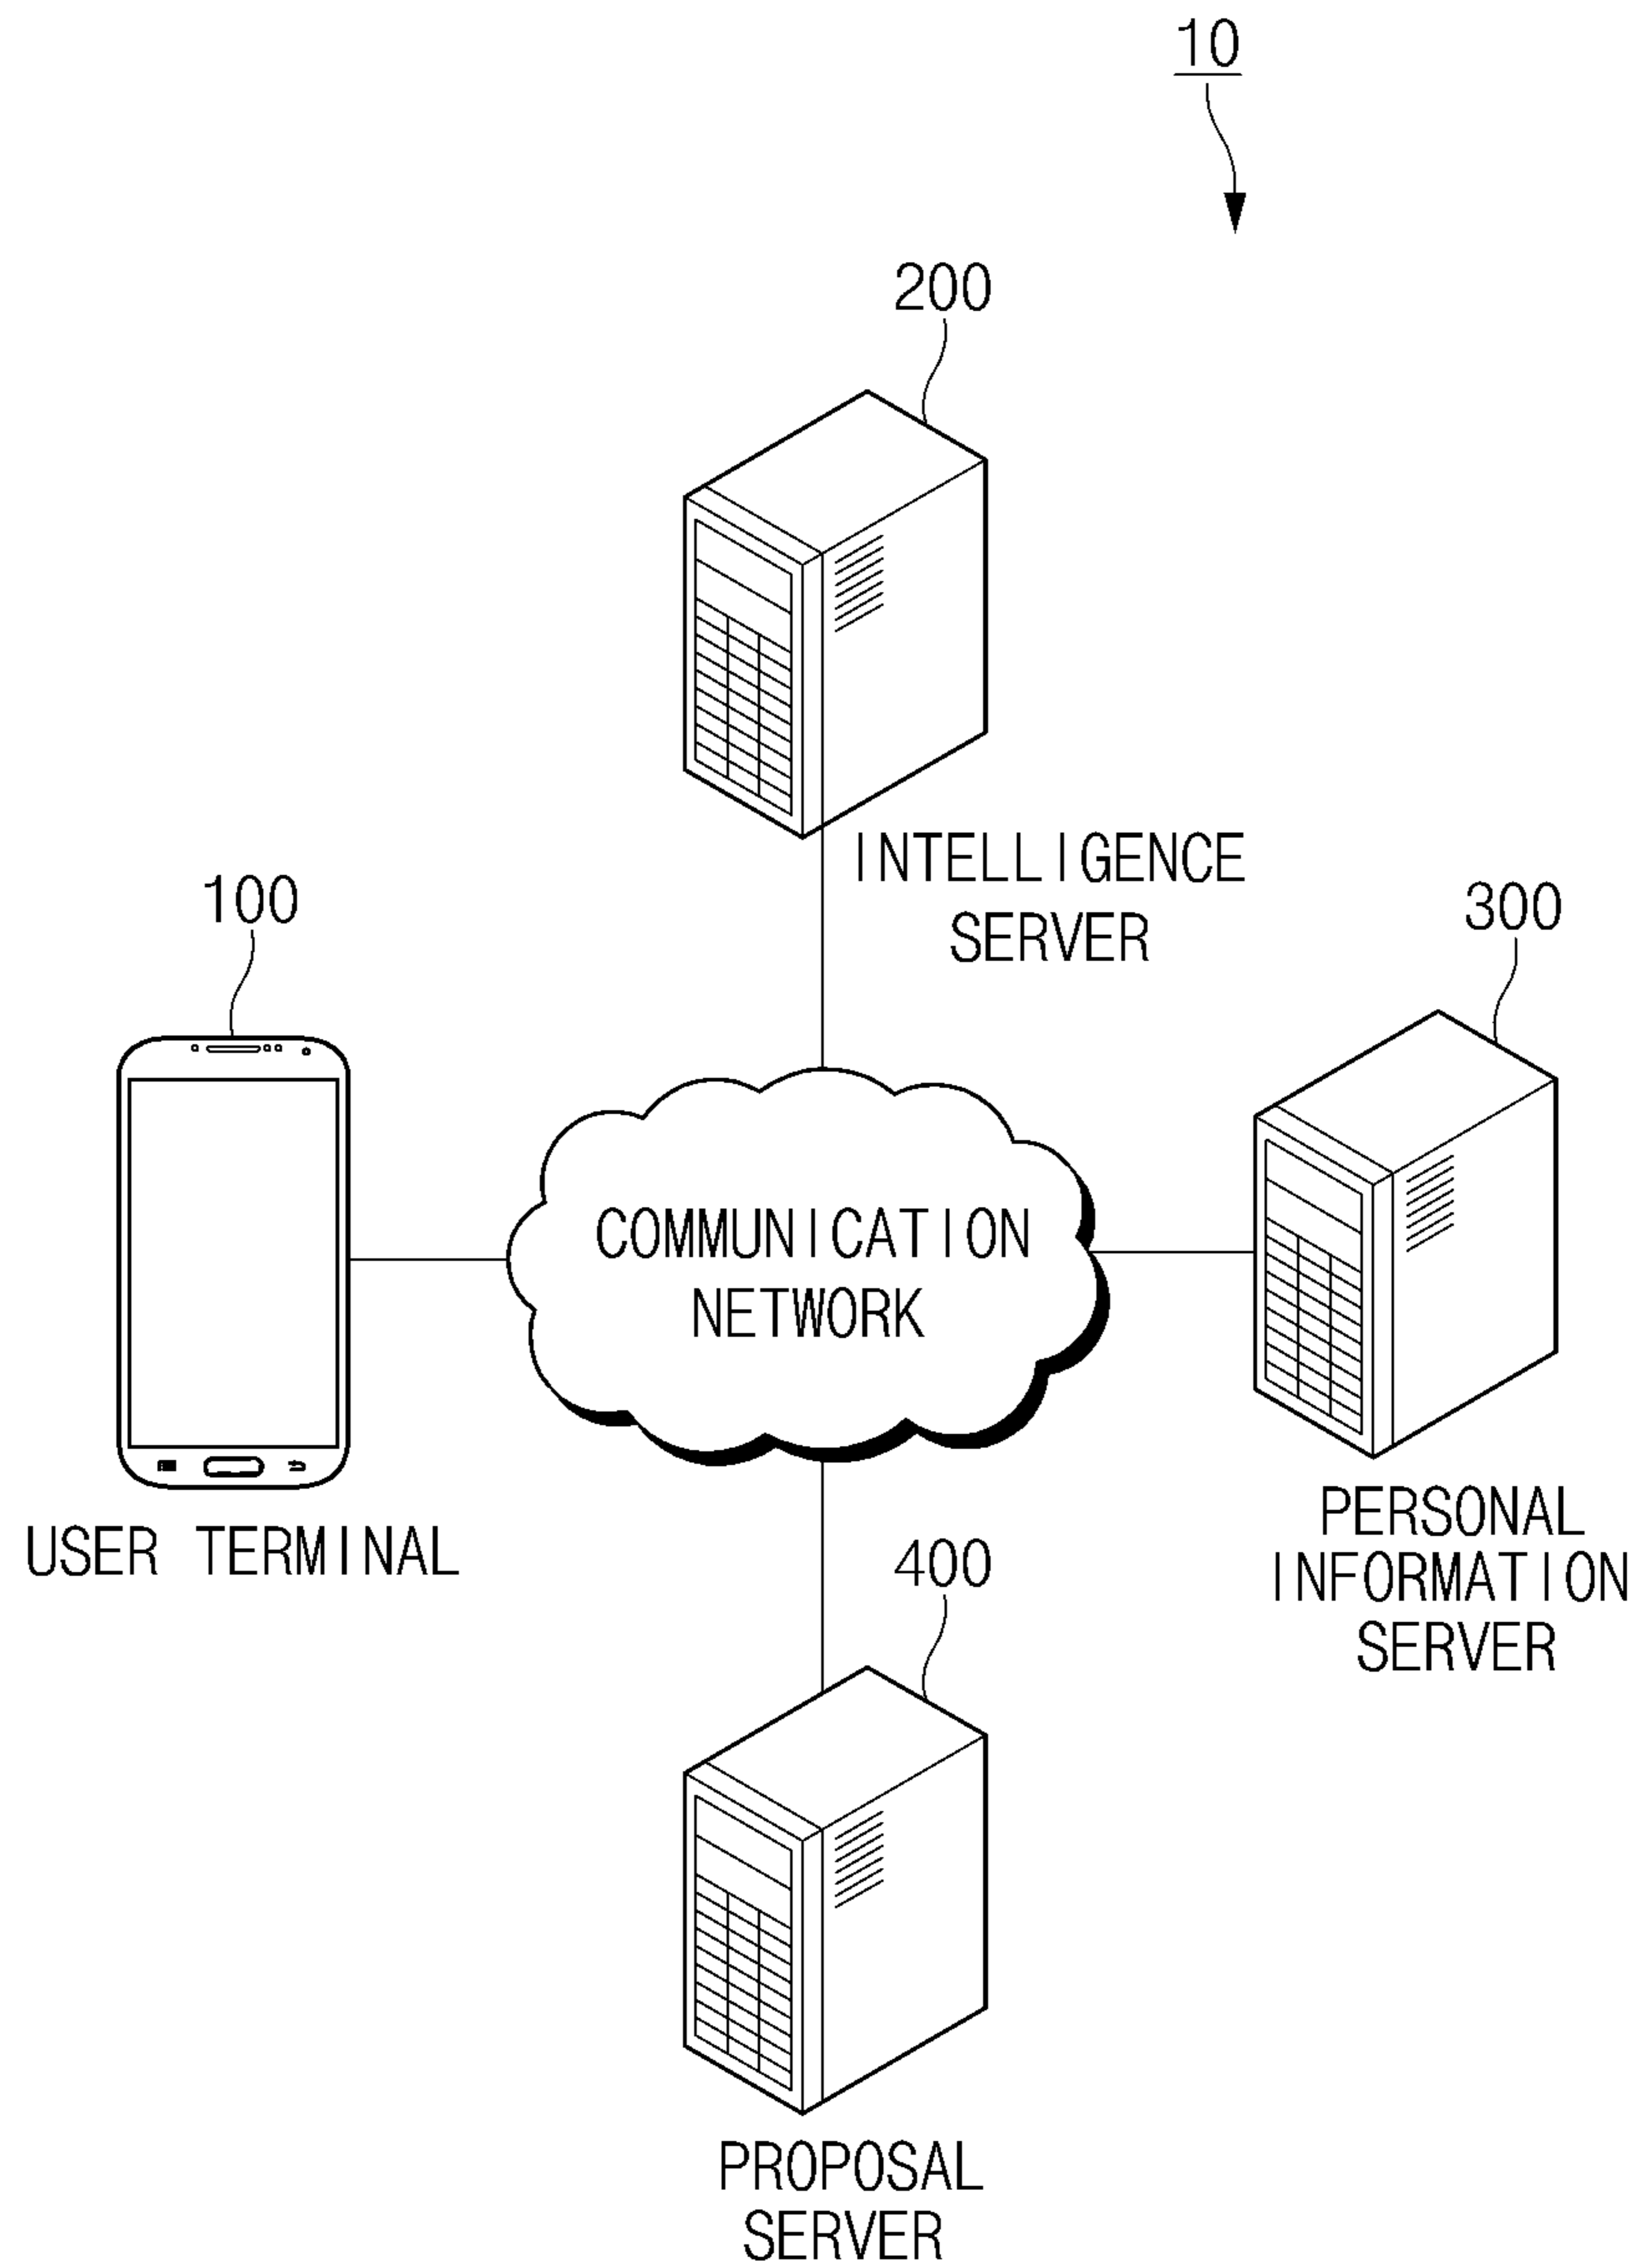 10
200
INTELLIGENCE
SERVER
100
300
COMMUNICATION
NETWORK
USER TERMINAL
PERSONAL
INFORMATION
SERVER
400
PROPOSAL
SERVER